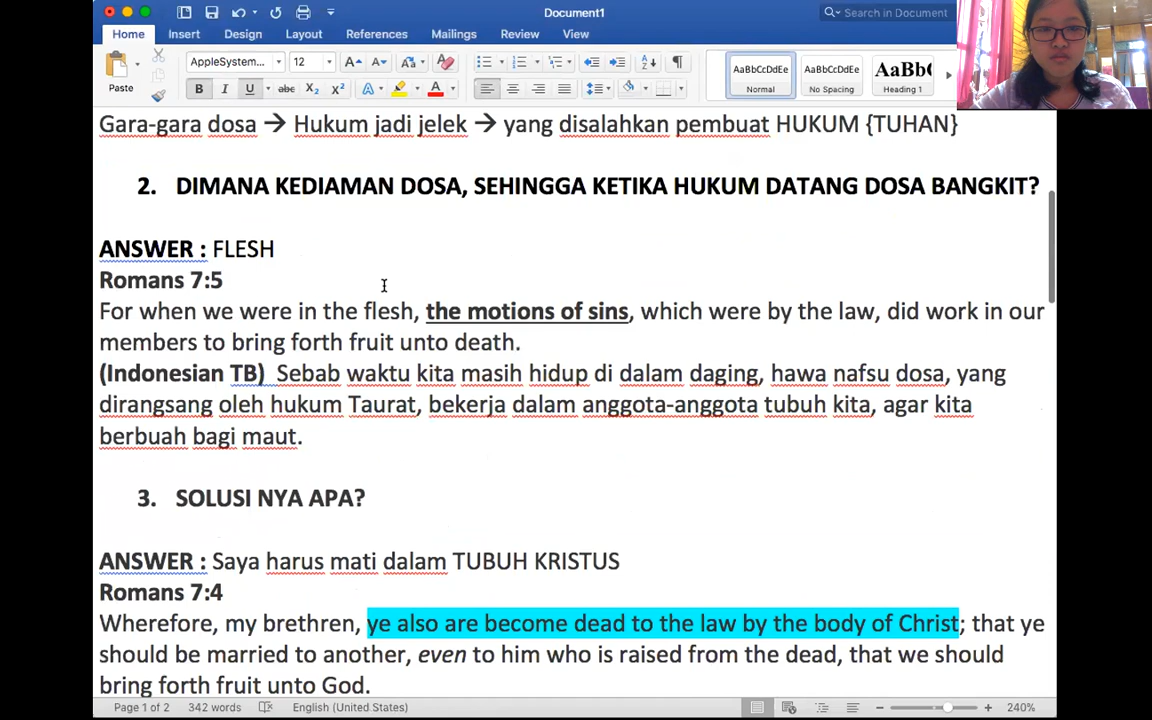 Document1
Search in Document
Home Insert Design Layout References Mailings Review View
Paste
AppleSystem... 12
AaBbCcDdEe AaBbCcDdEe AaBb(
Normal No Spacing Heading 1
Gara-gara dosa → Hukum jadi jelek → yang disalahkan pembuat HUKUM {TUHAN}
2. DIMANA KEDIAMAN DOSA, SEHINGGA KETIKA HUKUM DATANG DOSA BANGKIT?
ANSWER : FLESH
Romans 7:5
For when we were in the flesh, the motions of sins, which were by the law, did work in our
members to bring forth fruit unto death.
(Indonesian TB) Sebab waktu kita masih hidup di dalam daging, hawa nafsu dosa, yang
dirangsang oleh hukum Taurat, bekerja dalam anggota-anggota tubuh kita, agar kita
berbuah bagi maut.
3. SOLUSI NYA APA?
ANSWER : Saya harus mati dalam TUBUH KRISTUS
Romans 7:4
Wherefore, my brethren, ye also are become dead to the law by the body of Christ; that ye
should be married to another, even to him who is raised from the dead, that we should
bring forth fruit unto God.
Page 1 of 2 342 words English (United States) 240%